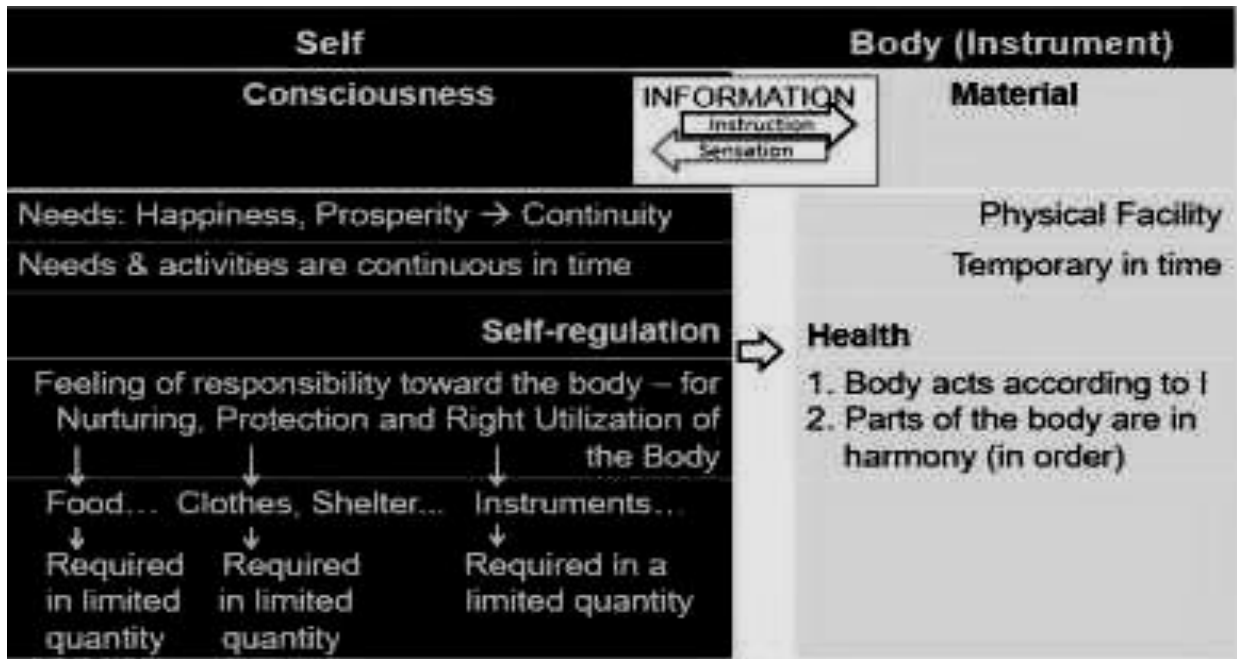 Self Body (Instrument)
Consciousness INFORMATION Material
Instruction
Sensation
Needs: Happiness, Prosperity → Continuity Physical Facility
Needs & activities are continuous in time Temporary in time
Self-regulation Health
Feeling of responsibility toward the body – for
Nurturing, Protection and Right Utilization of
the Body
1. Body acts according to I
2. Parts of the body are in
harmony (in order)
Food... Clothes, Shelter... Instruments...
Required
in limited
quantity
Required
in limited
quantity
Required in a
limited quantity